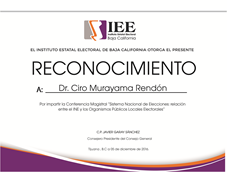 IEE
Instituto Estatal Electoral
Baja California
EL INSTITUTO ESTATAL ELECTORAL DE BAJA CALIFORNIA OTORGA EL PRESENTE
RECONOCIMIENTO
A: Dr. Ciro Murayama Rendón
Por impartir la Conferencia Magistral "Sistema Nacional de Elecciones: relación
entre el INE y los Organismos Públicos Locales Electorales"
C.P. JAVIER GARAY SÁNCHEZ
Consejero Presidente del Consejo General
Tijuana, B.C. a 05 de diciembre de 2016.